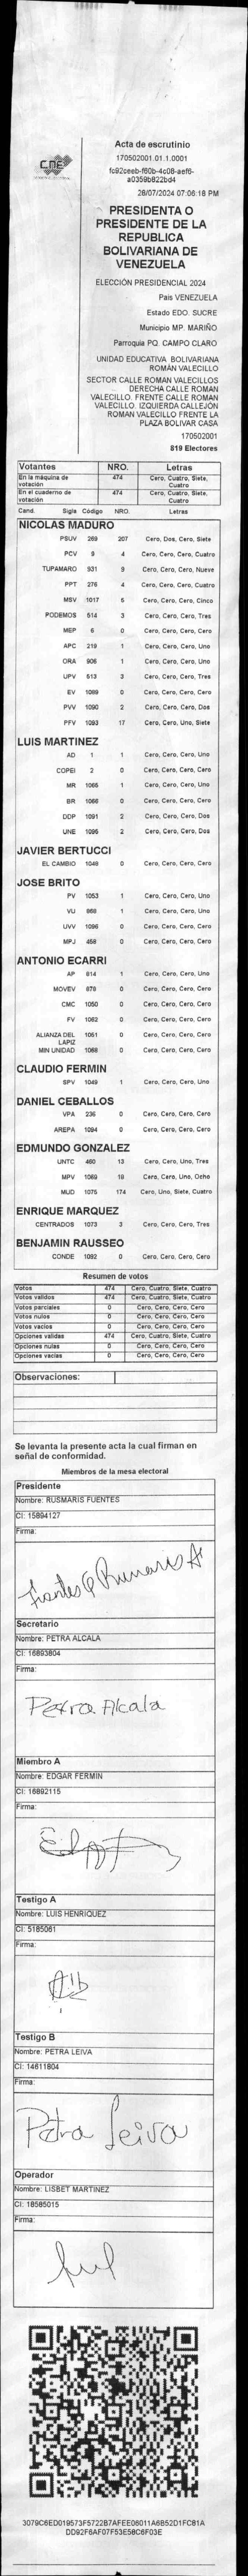 CNE
Acta de escrutinio
170502001.01.1.0001
fc92ceeb-f60b-4c08-aef6-
a0359b822bd4
28/07/2024 07:06:18 PM
PRESIDENTA O
PRESIDENTE DE LA
REPUBLICA
BOLIVARIANA DE
VENEZUELA
ELECCIÓN PRESIDENCIAL 2024
Pais VENEZUELA
Estado EDO. SUCRE
Municipio MP. MARIÑO
Parroquia PQ. CAMPO CLARO
UNIDAD EDUCATIVA BOLIVARIANA
ROMÁN VALECILLO
SECTOR CALLE ROMAN VALECILLOS
DERECHA CALLE ROMAN
VALECILLO. FRENTE CALLE ROMAN
VALECILLO. IZQUIERDA CALLEJÓN
ROMAN VALECILLO FRENTE LA
PLAZA BOLIVAR CASA
170502001
819 Electores
Votantes NRO. Letras
En la máquina de votación 474 Cero, Cuatro, Siete, Cuatro
En el cuaderno de votación 474 Cero, Cuatro, Siete, Cuatro
Cand. Sigla Código NRO. Letras
NICOLAS MADURO
PSUV 269 207 Cero, Dos, Cero, Siete
PCV 9 4 Cero, Cero, Cero, Cuatro
TUPAMARO 931 9 Cero, Cero, Cero, Nueve
PPT 276 4 Cero, Cero, Cero, Cuatro
MSV 1017 5 Cero, Cero, Cero, Cinco
PODEMOS 514 3 Cero, Cero, Cero, Tres
MEP 6 0 Cero, Cero, Cero, Cero
APC 219 1 Cero, Cero, Cero, Uno
ORA 906 1 Cero, Cero, Cero, Uno
UPV 513 3 Cero, Cero, Cero, Tres
EV 1089 0 Cero, Cero, Cero, Cero
PVV 1090 2 Cero, Cero, Cero, Dos
PFV 1093 17 Cero, Cero, Uno, Siete
LUIS MARTINEZ
AD 1 1 Cero, Cero, Cero, Uno
COPEI 2 0 Cero, Cero, Cero, Cero
MR 1065 1 Cero, Cero, Cero, Uno
BR 1066 0 Cero, Cero, Cero, Cero
DDP 1091 2 Cero, Cero, Cero, Dos
UNE 1095 2 Cero, Cero, Cero, Dos
JAVIER BERTUCCI
EL CAMBIO 1046 0 Cero, Cero, Cero, Cero
JOSE BRITO
PV 1053 1 Cero, Cero, Cero, Uno
VU 868 1 Cero, Cero, Cero, Uno
UVV 1096 0 Cero, Cero, Cero, Cero
MPJ 458 0 Cero, Cero, Cero, Cero
ANTONIO ECARRI
AP 814 1 Cero, Cero, Cero, Uno
MOVEV 878 0 Cero, Cero, Cero, Cero
CMC 1050 0 Cero, Cero, Cero, Cero
FV 1082 0 Cero, Cero, Cero, Cero
ALIANZA DEL LAPIZ 1061 0 Cero, Cero, Cero, Cero
MIN UNIDAD 1068 0 Cero, Cero, Cero, Cero
CLAUDIO FERMIN
SPV 1049 1 Cero, Cero, Cero, Uno
DANIEL CEBALLOS
VPA 236 0 Cero, Cero, Cero, Cero
AREPA 1094 0 Cero, Cero, Cero, Cero
EDMUNDO GONZALEZ
UNTC 460 13 Cero, Cero, Uno, Tres
MPV 1069 18 Cero, Cero, Uno, Ocho
MUD 1075 174 Cero, Uno, Siete, Cuatro
ENRIQUE MARQUEZ
CENTRADOS 1073 3 Cero, Cero, Cero, Tres
BENJAMIN RAUSSEO
CONDE 1092 0 Cero, Cero, Cero, Cero
Resumen de votos
Votos 474 Cero, Cuatro, Siete, Cuatro
Votos validos 474 Cero, Cuatro, Siete, Cuatro
Votos parciales 0 Cero, Cero, Cero, Cero
Votos nulos 0 Cero, Cero, Cero, Cero
Votos vacios 0 Cero, Cero, Cero, Cero
Opciones validas 474 Cero, Cuatro, Siete, Cuatro
Opciones nulas 0 Cero, Cero, Cero, Cero
Opciones vacias 0 Cero, Cero, Cero, Cero
Observaciones:
Se levanta la presente acta la cual firman en
señal de conformidad.
Miembros de la mesa electoral
Presidente
Nombre: RUSMARIS FUENTES
CI: 15894127
Firma:
Secretario
Nombre: PETRA ALCALA
CI: 16893804
Firma:
Petra Alcala
Miembro A
Nombre: EDGAR FERMIN
CI: 16892115
Firma:
Testigo A
Nombre: LUIS HENRIQUEZ
CI: 5185061
Firma:
Testigo B
Nombre: PETRA LEIVA
CI: 14611804
Firma:
Petra Leiva
Operador
Nombre: LISBET MARTINEZ
CI: 18585015
Firma:
3079C6ED019573F5722B7AFEE06011A6B52D1FC81A
DD92F6AF07F53E58C6F03E